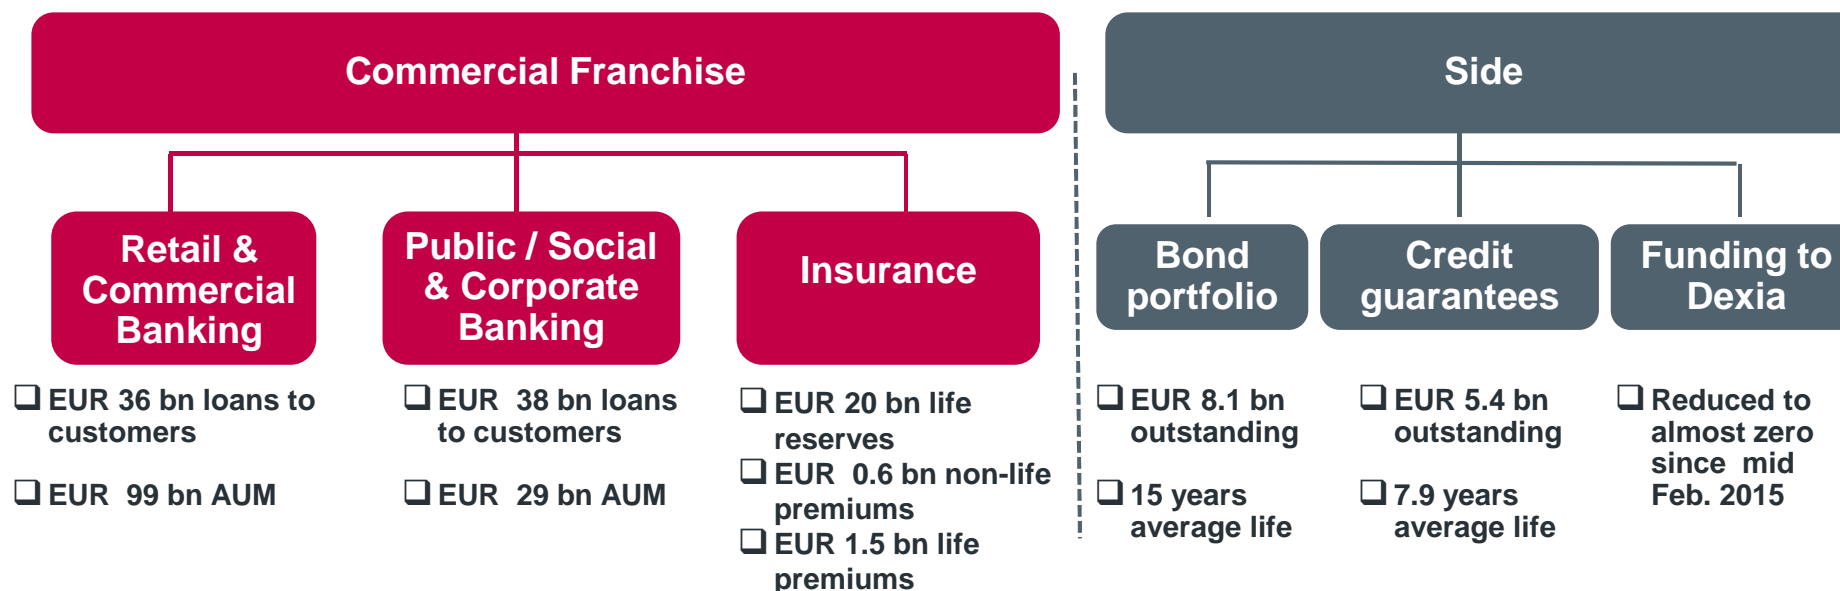 Commercial Franchise
Side
Retail &
Commercial
Banking
Public / Social
& Corporate
Banking
Insurance
Bond
portfolio
Credit
guarantees
Funding to
Dexia
❑ EUR 36 bn loans to
customers
❑ EUR 99 bn AUM
❑ EUR 38 bn loans
to customers
❑ EUR 29 bn AUM
❑ EUR 20 bn life
reserves
❑ EUR 0.6 bn non-life
premiums
❑ EUR 1.5 bn life
premiums
❑ EUR 8.1 bn
outstanding
❑ 15 years
average life
❑ EUR 5.4 bn
outstanding
❑ 7.9 years
average life
❑ Reduced to
almost zero
since mid
Feb. 2015